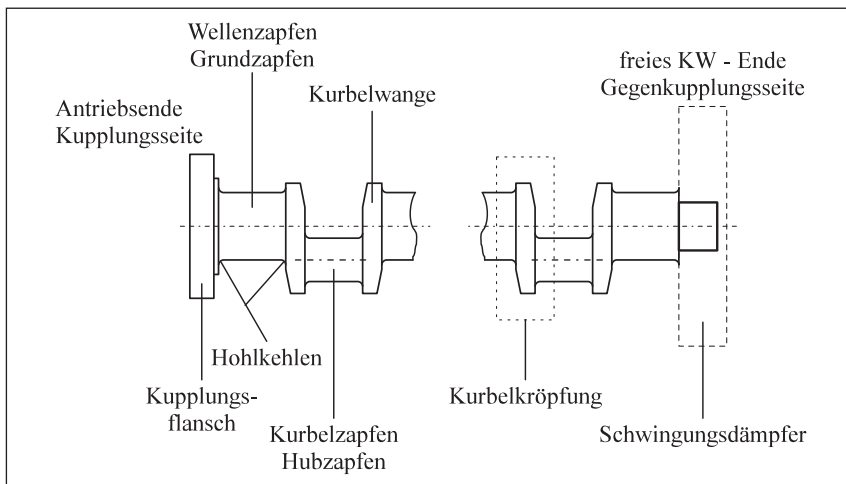 Wellenzapfen
Grundzapfen
freies KW - Ende
Gegenkupplungsseite
Kurbelwange
Antriebsende
Kupplungsseite
Hohlkehlen
Kupplungs-
flansch
Kurbelzapfen
Hubzapfen
Kurbelkröpfung
Schwingungsdämpfer